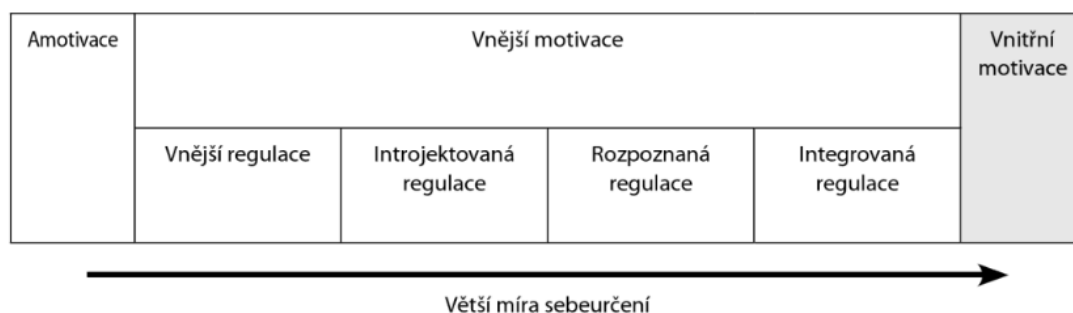 Amotivace
Vnější motivace
Vnitřní
motivace
Vnější regulace
Introjektovaná
regulace
Rozpoznaná
regulace
Integrovaná
regulace
Větší míra sebeurčení